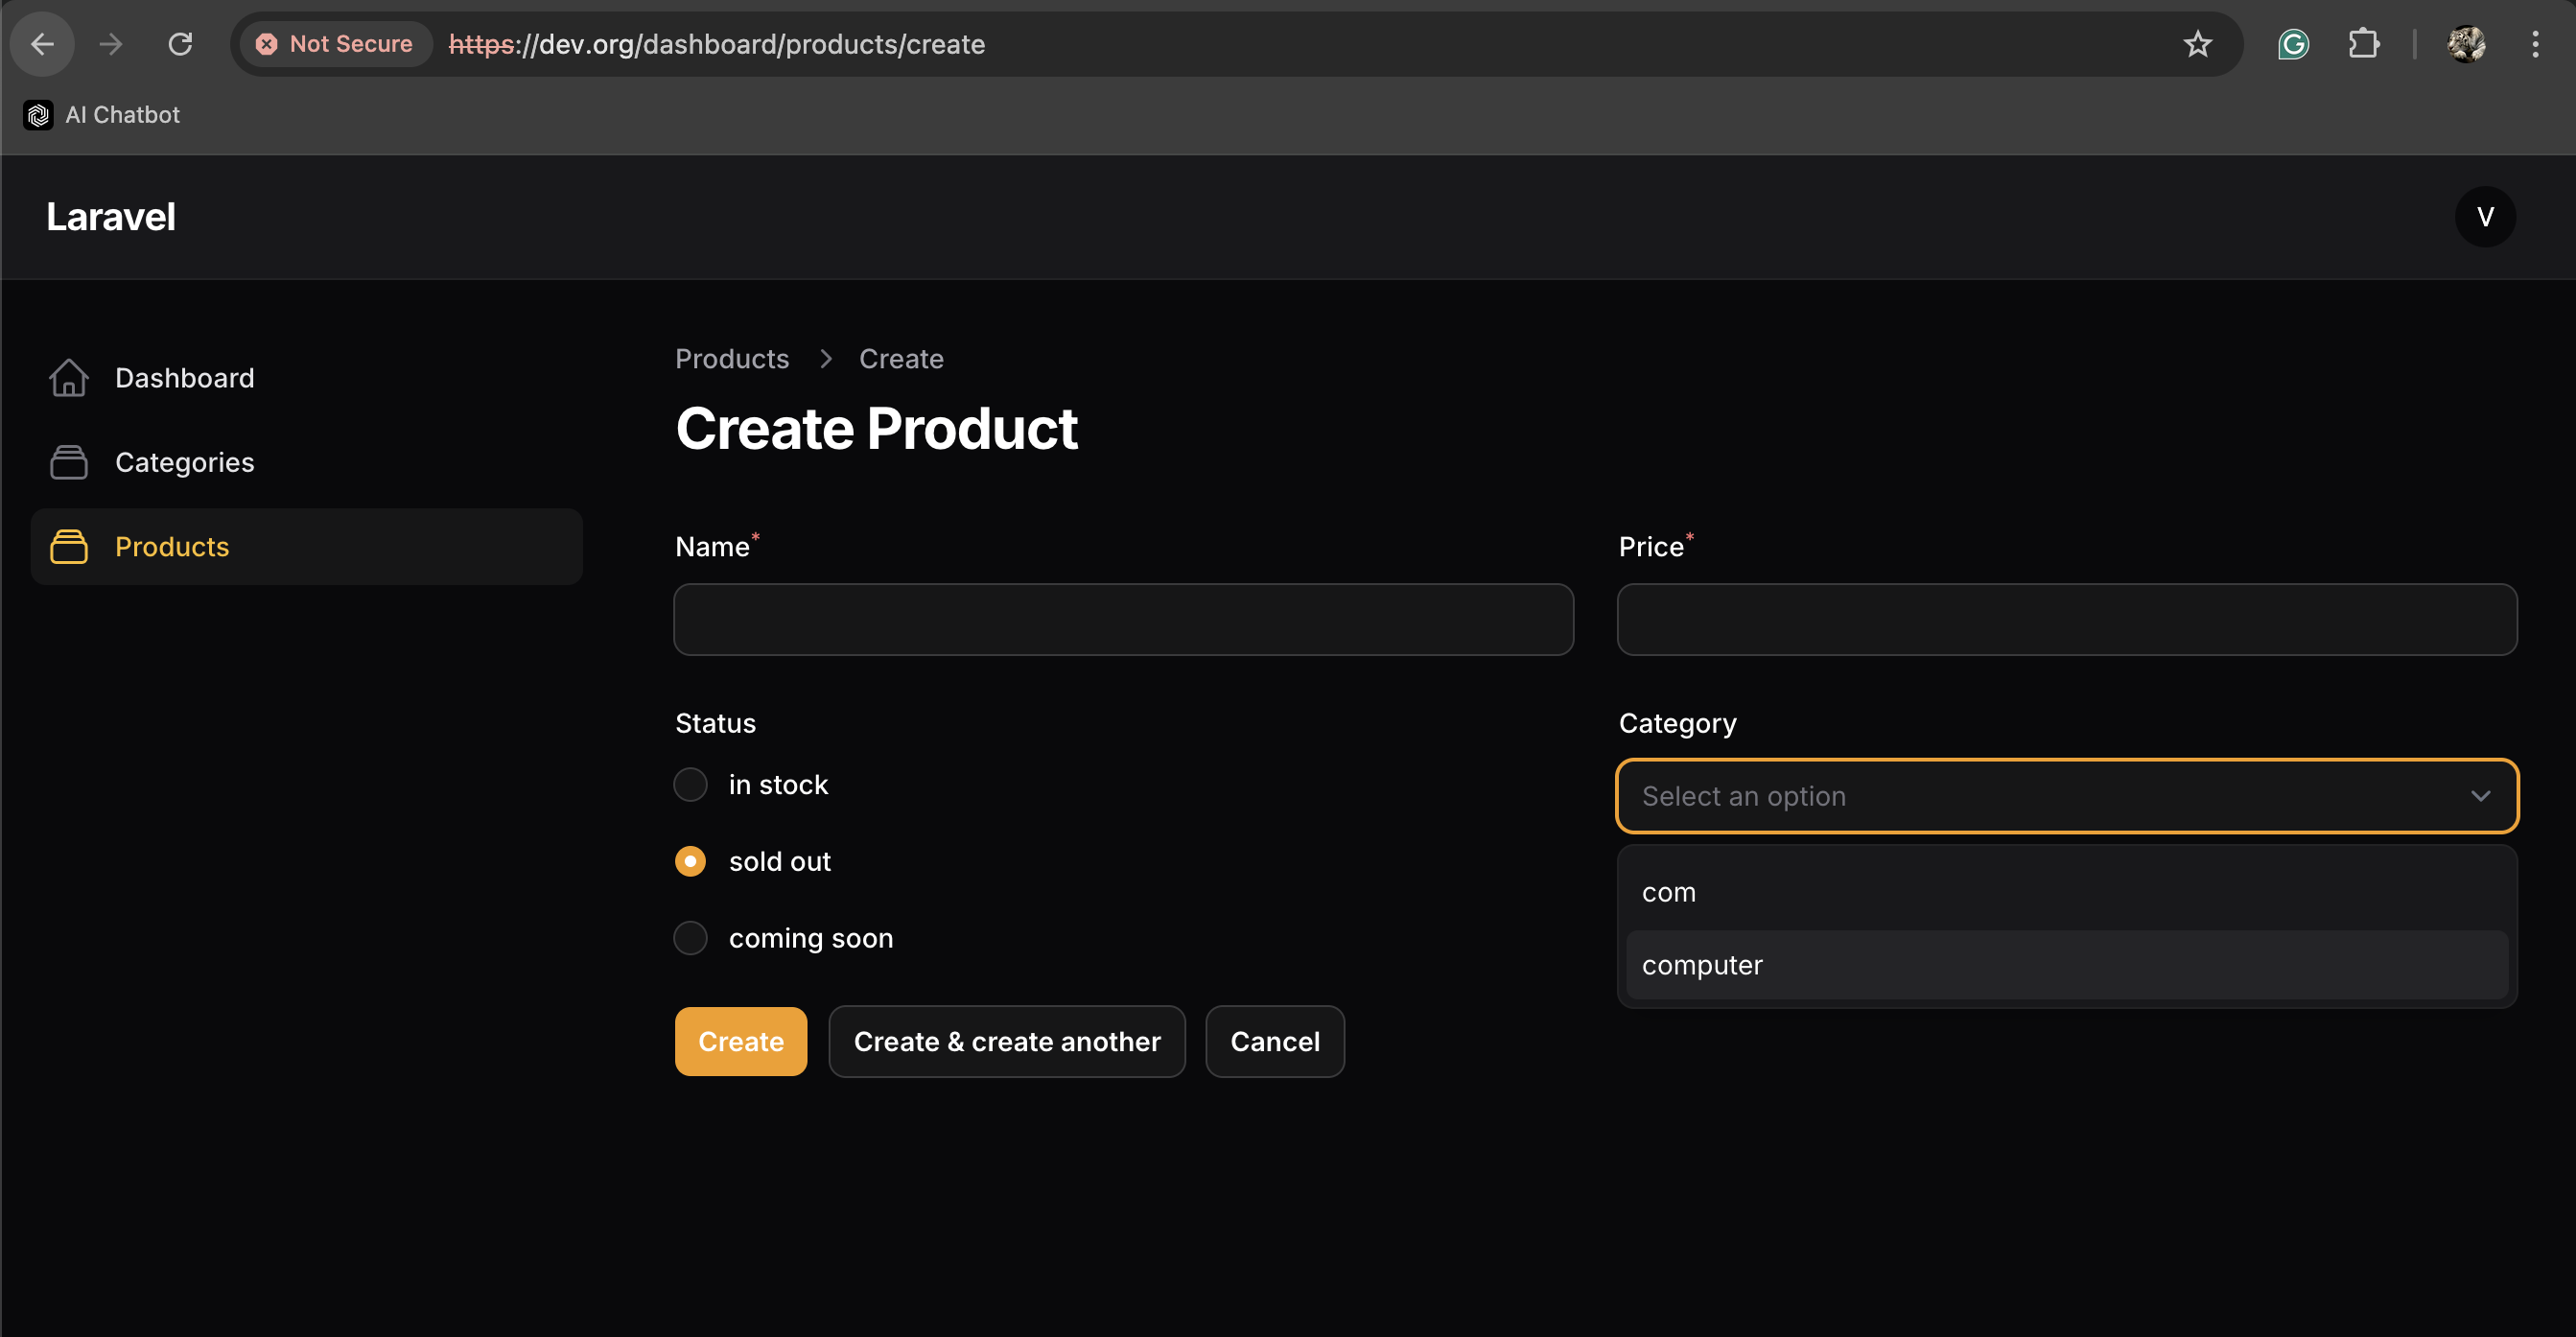 Not Secure https://dev.org/dashboard/products/create
AI Chatbot
Laravel
V
Dashboard
Categories
Products
Products > Create
Create Product
Name*
Price*
Status
in stock
sold out
coming soon
Category
Select an option
com
computer
Create
Create & create another
Cancel